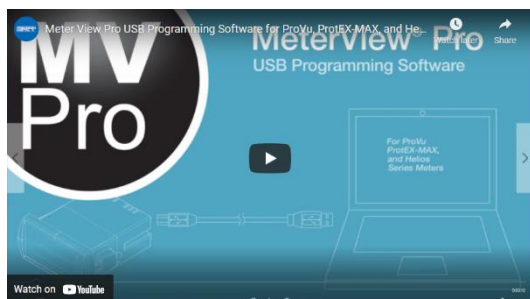 Meter View Pro USB Programming Software for ProVu, ProtEX-MAX, and He...
Watch later
Share
MV
Pro
MeterView Pro
USB Programming Software
For ProVu
ProtEX-MAX,
and Helios
Series Meters
Watch on YouTube